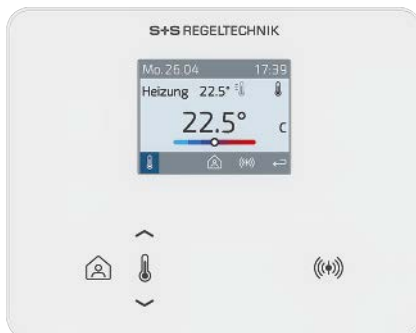 S+S REGELTECHNIK
Mo.26.04 17:39
Heizung 22.5°
22.5° C